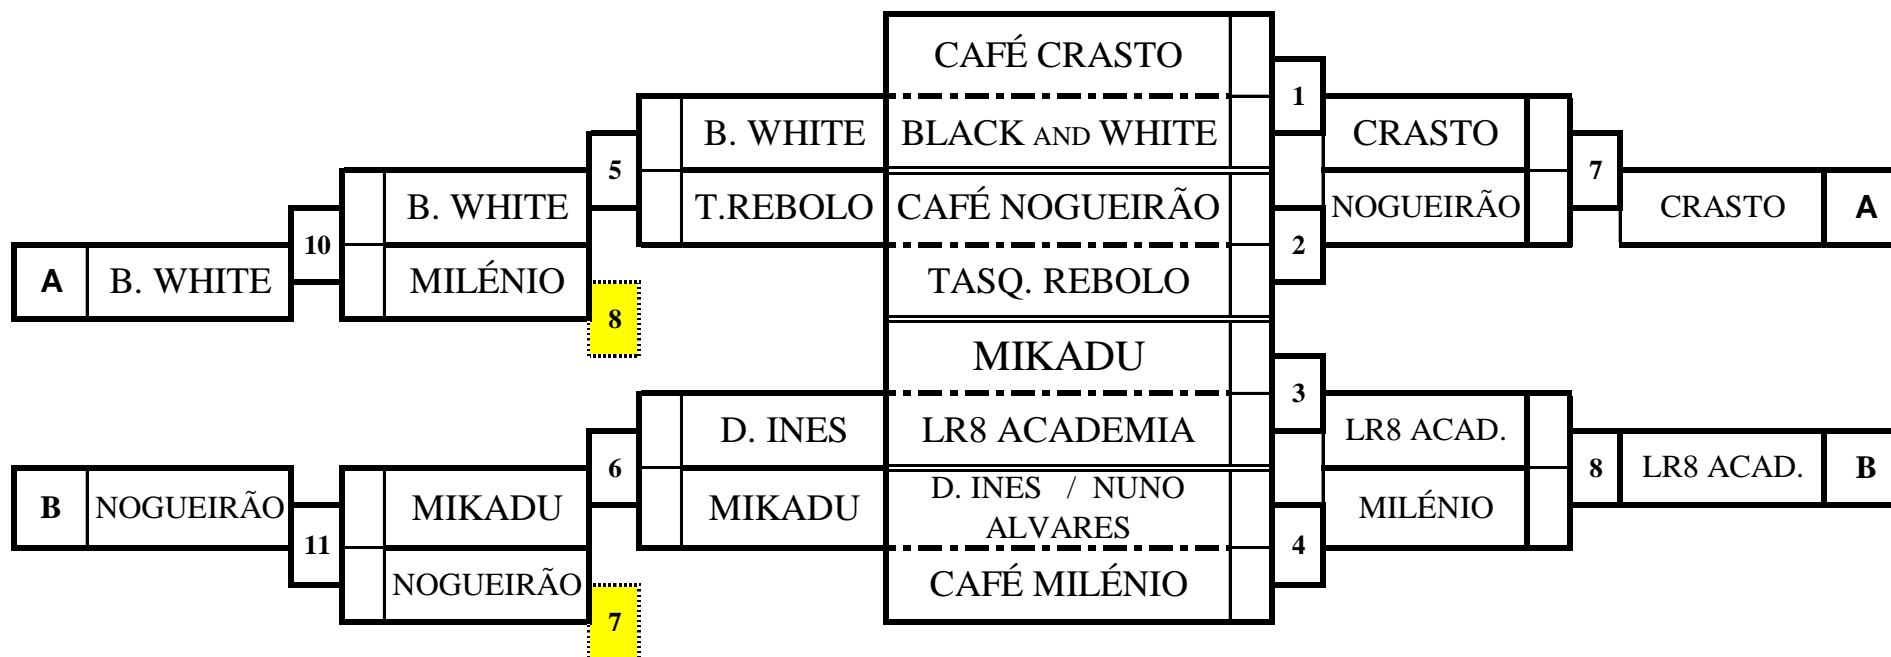 CAFÉ CRASTO
1
B. WHITE BLACK AND WHITE CRASTO
5 7
B. WHITE T.REBOLO CAFÉ NOGUEIRÃO NOGUEIRÃO CRASTO A
10 2
A B. WHITE MILÉNIO TASQ. REBOLO
8
MIKADU
3
D. INES LR8 ACADEMIA LR8 ACAD.
6 8 LR8 ACAD. B
B NOGUEIRÃO MIKADU MIKADU D. INES / NUNO MILÉNIO
ALVARES
11 4
NOGUEIRÃO CAFÉ MILÉNIO
7